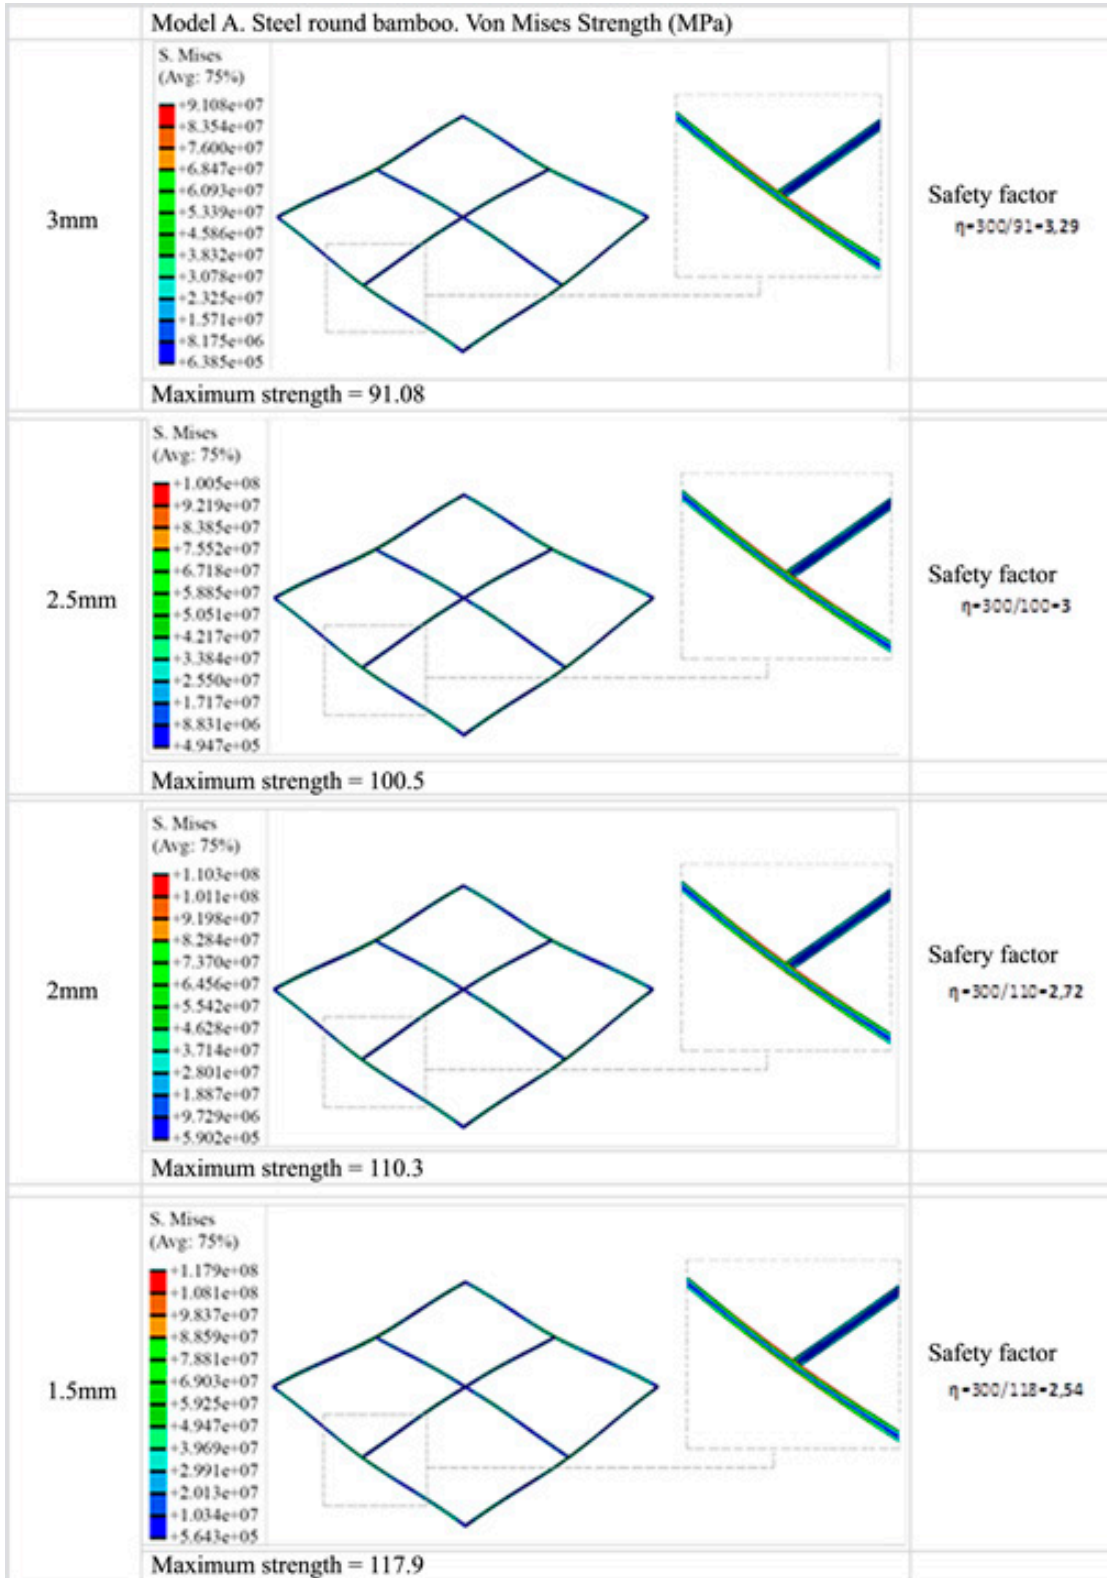 Model A. Steel round bamboo. Von Mises Strength (MPa)
3mm
S. Mises
(Avg: 75%)
+9.108e+07
+8.354e+07
+7.600e+07
+6.847e+07
+6.093e+07
+5.339e+07
+4.586e+07
+3.832e+07
+3.078e+07
+2.325e+07
+1.571e+07
+8.175e+06
+6.385e+05
Safety factor
η=300/91=3,29
Maximum strength = 91.08
2.5mm
S. Mises
(Avg: 75%)
+1.005e+08
+9.219e+07
+8.385e+07
+7.552e+07
+6.718e+07
+5.885e+07
+5.051e+07
+4.217e+07
+3.384e+07
+2.550e+07
+1.717e+07
+8.831e+06
+4.947e+05
Safety factor
η=300/100=3
Maximum strength = 100.5
2mm
S. Mises
(Avg: 75%)
+1.103e+08
+1.011e+08
+9.198e+07
+8.284e+07
+7.370e+07
+6.456e+07
+5.542e+07
+4.628e+07
+3.714e+07
+2.801e+07
+1.887e+07
+9.729e+06
+5.902e+05
Safery factor
η=300/110=2,72
Maximum strength = 110.3
1.5mm
S. Mises
(Avg: 75%)
+1.179e+08
+1.081e+08
+9.837e+07
+8.859e+07
+7.881e+07
+6.903e+07
+5.925e+07
+4.947e+07
+3.969e+07
+2.991e+07
+2.013e+07
+1.034e+07
+5.643e+05
Safety factor
η=300/118=2,54
Maximum strength = 117.9